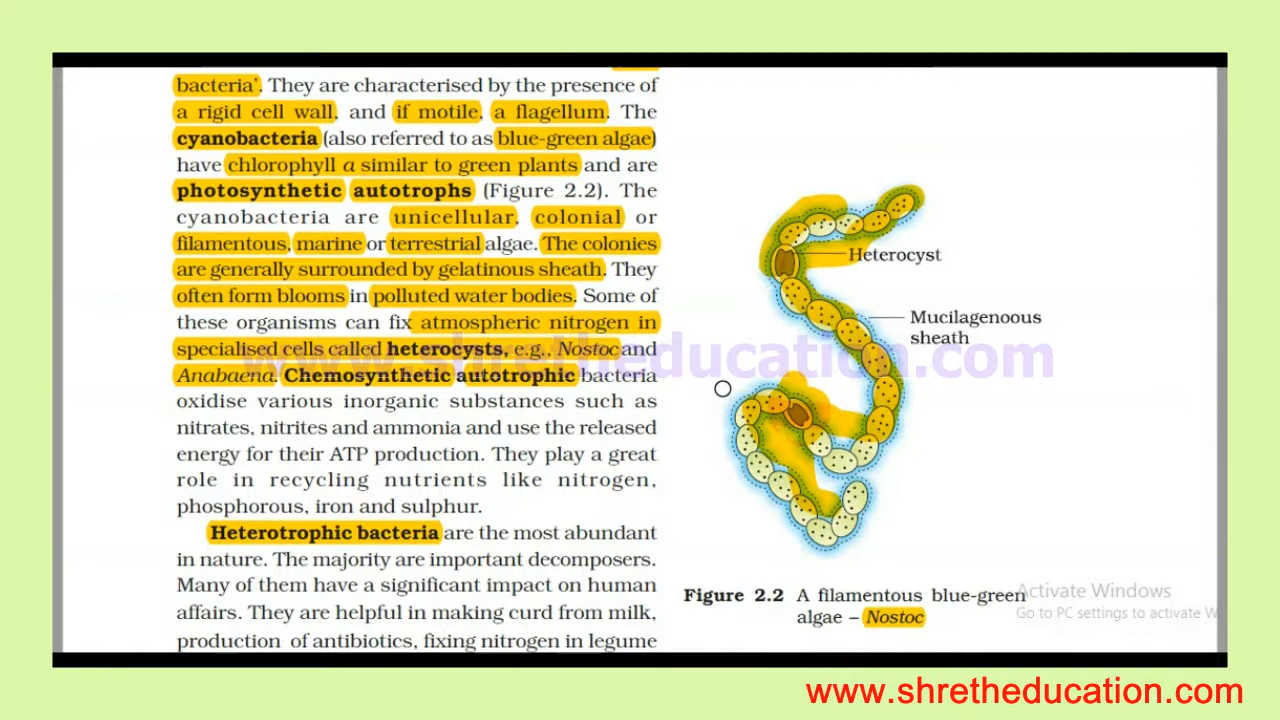 bacteria’. They are characterised by the presence of
a rigid cell wall, and if motile, a flagellum. The
cyanobacteria (also referred to as blue-green algae)
have chlorophyll a similar to green plants and are
photosynthetic autotrophs (Figure 2.2). The
cyanobacteria are unicellular, colonial or
filamentous, marine or terrestrial algae. The colonies
are generally surrounded by gelatinous sheath. They
often form blooms in polluted water bodies. Some of
these organisms can fix atmospheric nitrogen in
specialised cells called heterocysts, e.g., Nostoc and
Anabaena. Chemosynthetic autotrophic bacteria
oxidise various inorganic substances such as
nitrates, nitrites and ammonia and use the released
energy for their ATP production. They play a great
role in recycling nutrients like nitrogen,
phosphorous, iron and sulphur.
Heterotrophic bacteria are the most abundant
in nature. The majority are important decomposers.
Many of them have a significant impact on human
affairs. They are helpful in making curd from milk,
production of antibiotics, fixing nitrogen in legume
Heterocyst
Mucilagenoous
sheath
Figure 2.2 A filamentous blue-green
algae – Nostoc
www.shretheducation.com
Activate Windows
Go to PC settings to activate W
www.shretheducation.com